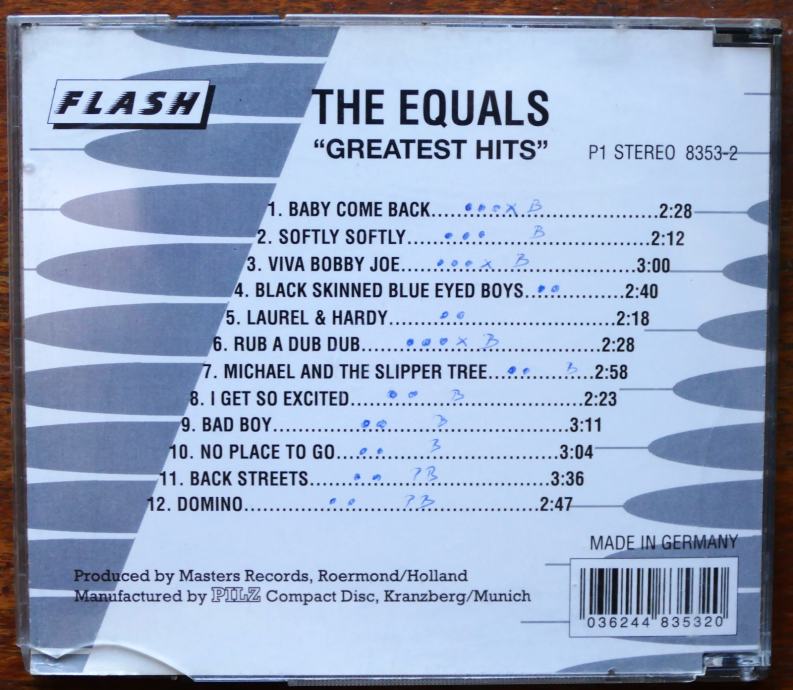 FLASH
THE EQUALS
“GREATEST HITS”
P1 STEREO 8353-2
1. BABY COME BACK........x B........2:28
2. SOFTLY SOFTLY........B........2:12
3. VIVA BOBBY JOE........x B........3:00
4. BLACK SKINNED BLUE EYED BOYS........2:40
5. LAUREL & HARDY........2:18
6. RUB A DUB DUB........x B........2:28
7. MICHAEL AND THE SLIPPER TREE........B........2:58
8. I GET SO EXCITED........B........2:23
9. BAD BOY........B........3:11
10. NO PLACE TO GO........B........3:04
11. BACK STREETS........?B........3:36
12. DOMINO........?B........2:47
MADE IN GERMANY
Produced by Masters Records, Roermond/Holland
Manufactured by PILZ Compact Disc, Kranzberg/Munich
036244 835320